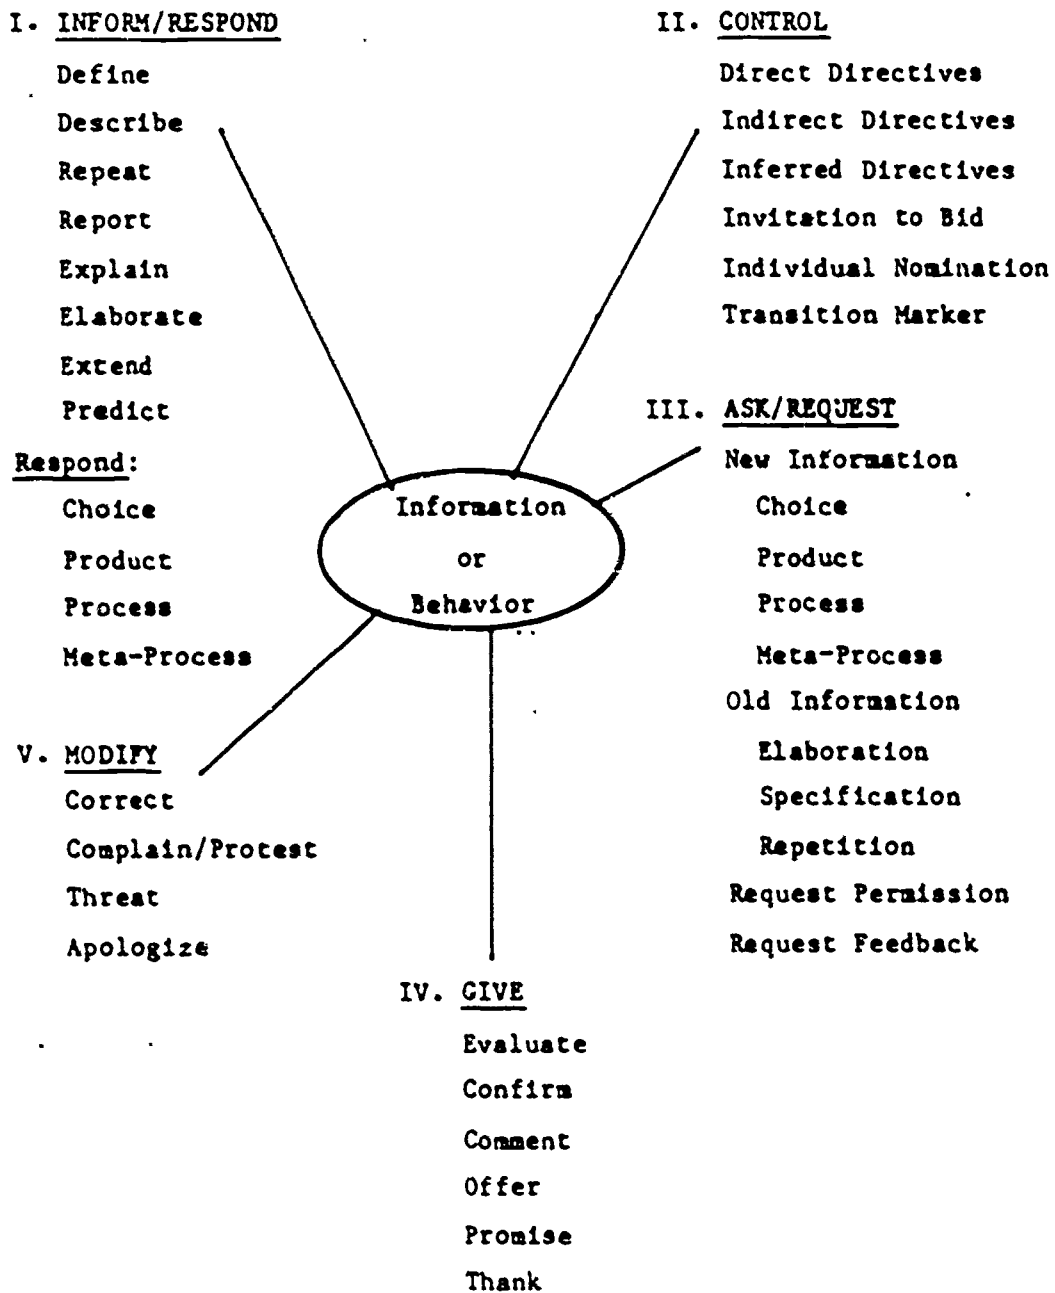 I. INFORM/RESPOND
Define
Describe
Repeat
Report
Explain
Elaborate
Extend
Predict
Respond:
Choice
Product
Process
Meta-Process
II. CONTROL
Direct Directives
Indirect Directives
Inferred Directives
Invitation to Bid
Individual Nomination
Transition Marker
III. ASK/REQUEST
New Information
Choice
Product
Process
Meta-Process
Old Information
Elaboration
Specification
Repetition
Request Permission
Request Feedback
Information
or
Behavior
V. MODIFY
Correct
Complain/Protest
Threat
Apologize
IV. GIVE
Evaluate
Confirm
Comment
Offer
Promise
Thank